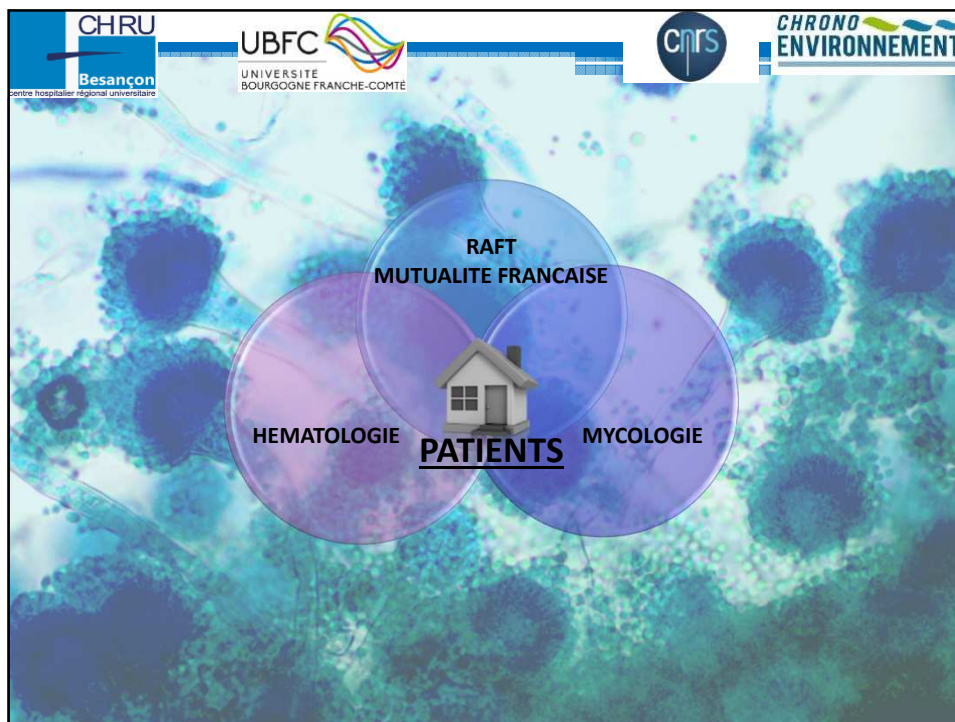 CHRU
Besançon
centre hospitalier régional universitaire
UBFC
UNIVERSITÉ
BOURGOGNE FRANCHE-COMTÉ
cnrs
CHRONO
ENVIRONNEMENT
RAFT
MUTUALITE FRANCAISE
HEMATOLOGIE
MYCOLOGIE
PATIENTS